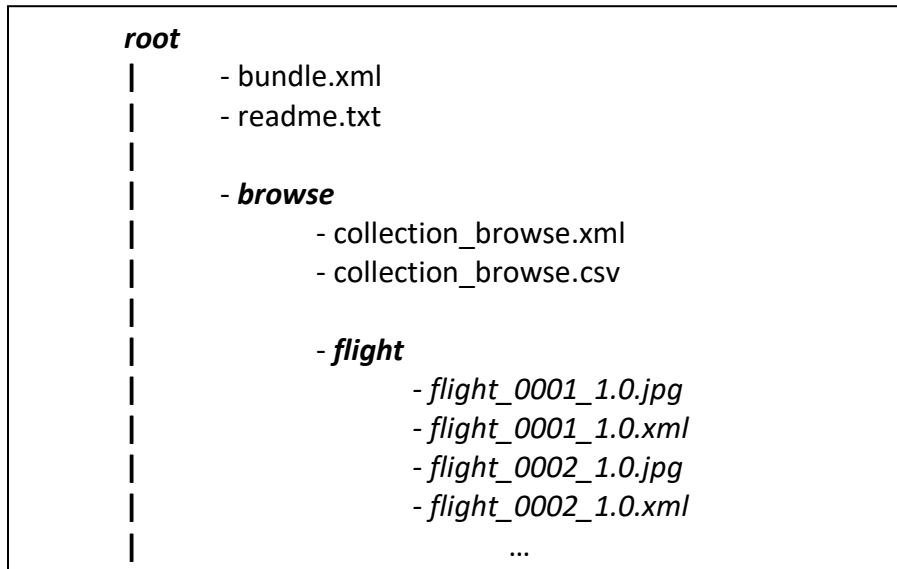 root
| - bundle.xml
| - readme.txt
|
| - browse
| - collection_browse.xml
| - collection_browse.csv
|
| - flight
| - flight_0001_1.0.jpg
| - flight_0001_1.0.xml
| - flight_0002_1.0.jpg
| - flight_0002_1.0.xml
| ...